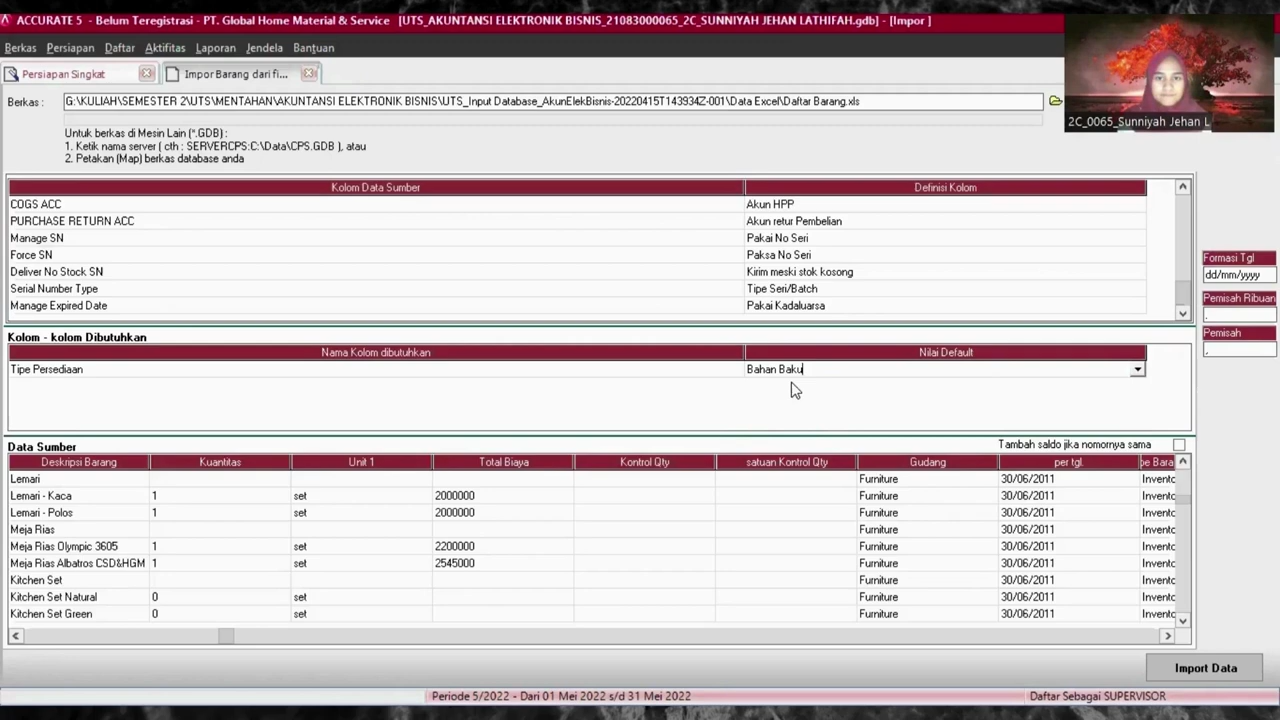 ACCURATE 5 - Belum Teregistrasi - PT. Global Home Material & Service [UTS_AKUNTANSI ELEKTRONIK BISNIS_21083000065_2C_SUNNIYAH JEHAN LATHIFAH.gdb] - [Impor ]
Berkas Persiapan Daftar Aktifitas Laporan Jendela Bantuan
Persiapan Singkat Impor Barang dari fi...
2C_0065_Sunniyah Jehan L
Berkas : G:\KULIAH\SEMESTER 2\UTS\MENTAHAN\AKUNTANSI ELEKTRONIK BISNIS\UTS_Input Database_AkunElekBisnis-20220415T143934Z-001\Data Excel\Daftar Barang.xls
Untuk berkas di Mesin Lain (*.GDB) :
1. Ketik nama server ( cth : SERVERCPS:C:\Data\CPS.GDB ), atau
2. Petakan (Map) berkas database anda
Kolom Data Sumber Definisi Kolom
COGS ACC Akun HPP
PURCHASE RETURN ACC Akun retur Pembelian
Manage SN Pakai No Seri
Force SN Paksa No Seri
Deliver No Stock SN Kirim meski stok kosong
Serial Number Type Tipe Seri/Batch
Manage Expired Date Pakai Kadaluarsa
Formasi Tgl
dd/mm/yyyy
Pemisah Ribuan
.
Pemisah
,
Kolom - kolom Dibutuhkan
Nama Kolom dibutuhkan Nilai Default
Tipe Persediaan Bahan Baku
Data Sumber Tambah saldo jika nomornya sama
Deskripsi Barang Kuantitas Unit 1 Total Biaya Kontrol Qty satuan Kontrol Qty Gudang per tgl. pe Bara
Lemari Furniture 30/06/2011 Invento
Lemari - Kaca 1 set 2000000 Furniture 30/06/2011 Invento
Lemari - Polos 1 set 2000000 Furniture 30/06/2011 Invento
Meja Rias Furniture 30/06/2011 Invento
Meja Rias Olympic 3605 1 set 2200000 Furniture 30/06/2011 Invento
Meja Rias Albatros CSD&HGM 1 set 2545000 Furniture 30/06/2011 Invento
Kitchen Set Furniture 30/06/2011 Invento
Kitchen Set Natural 0 set Furniture 30/06/2011 Invento
Kitchen Set Green 0 set Furniture 30/06/2011 Invento
Import Data
Periode 5/2022 - Dari 01 Mei 2022 s/d 31 Mei 2022 Daftar Sebagai SUPERVISOR